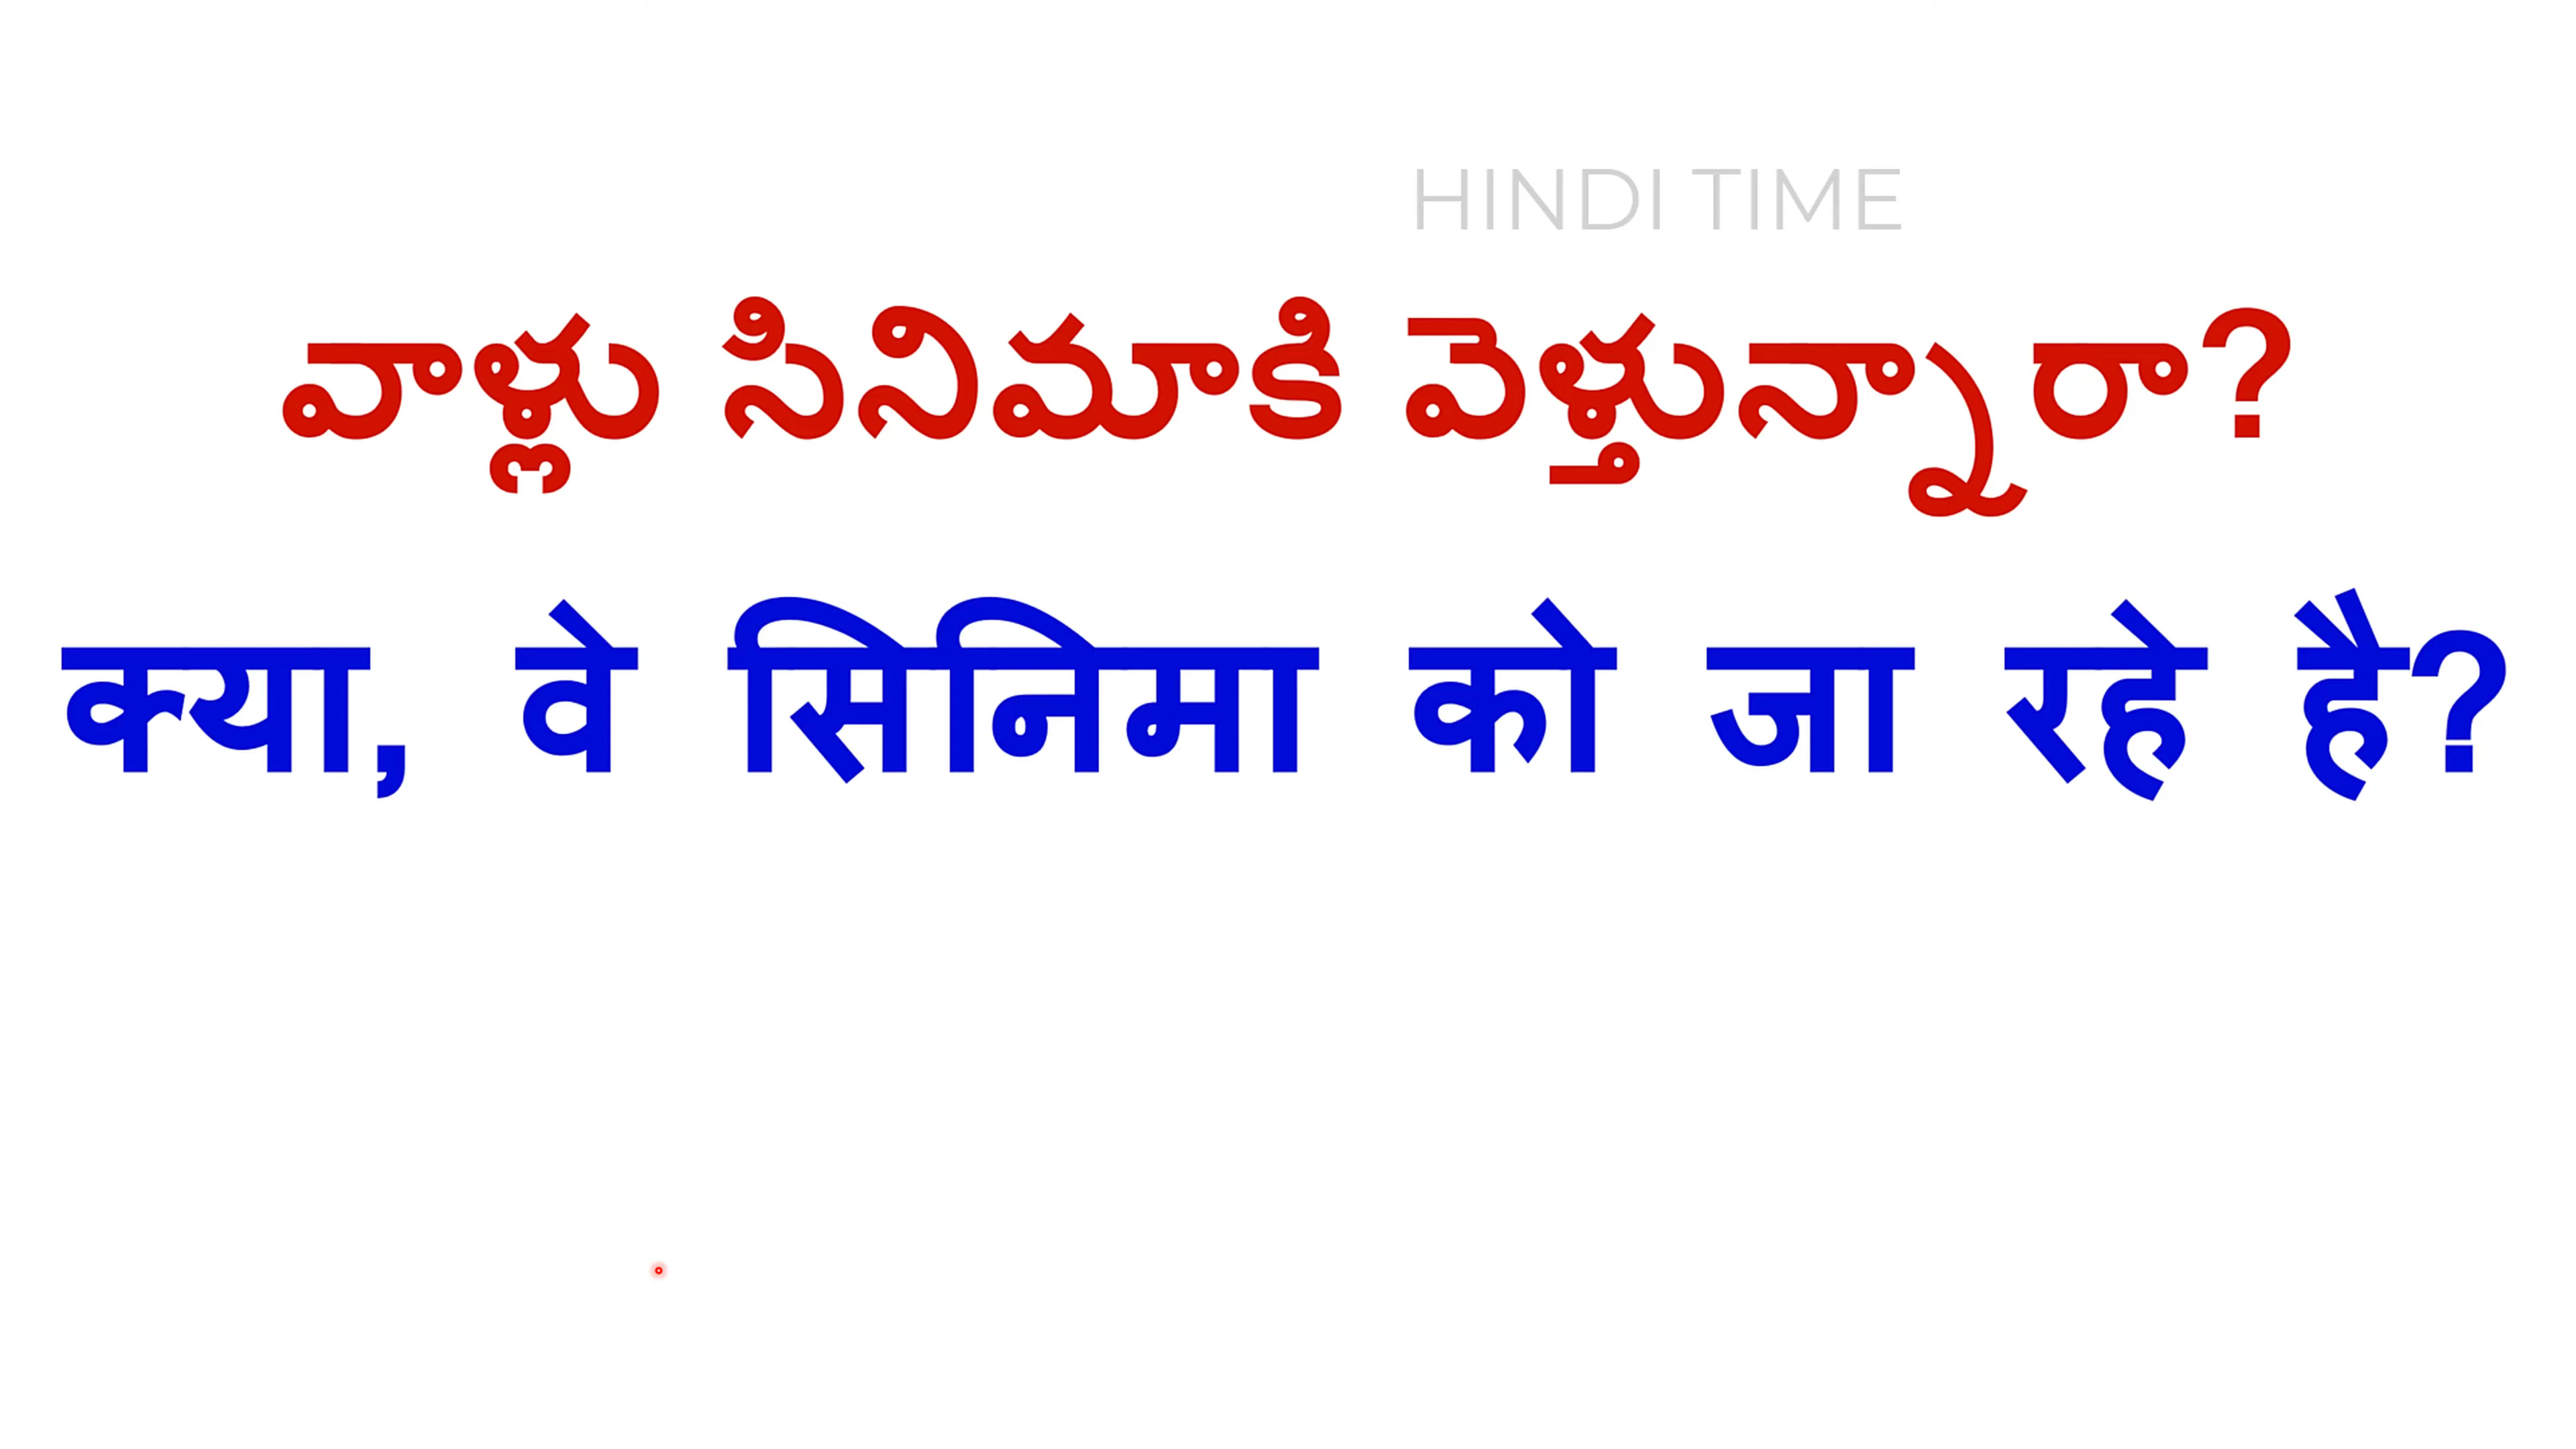 HINDI TIME
వాళ్లు సినిమాకి వెళ్తున్నారా?
क्या, वे सिनिमा को जा रहे है?